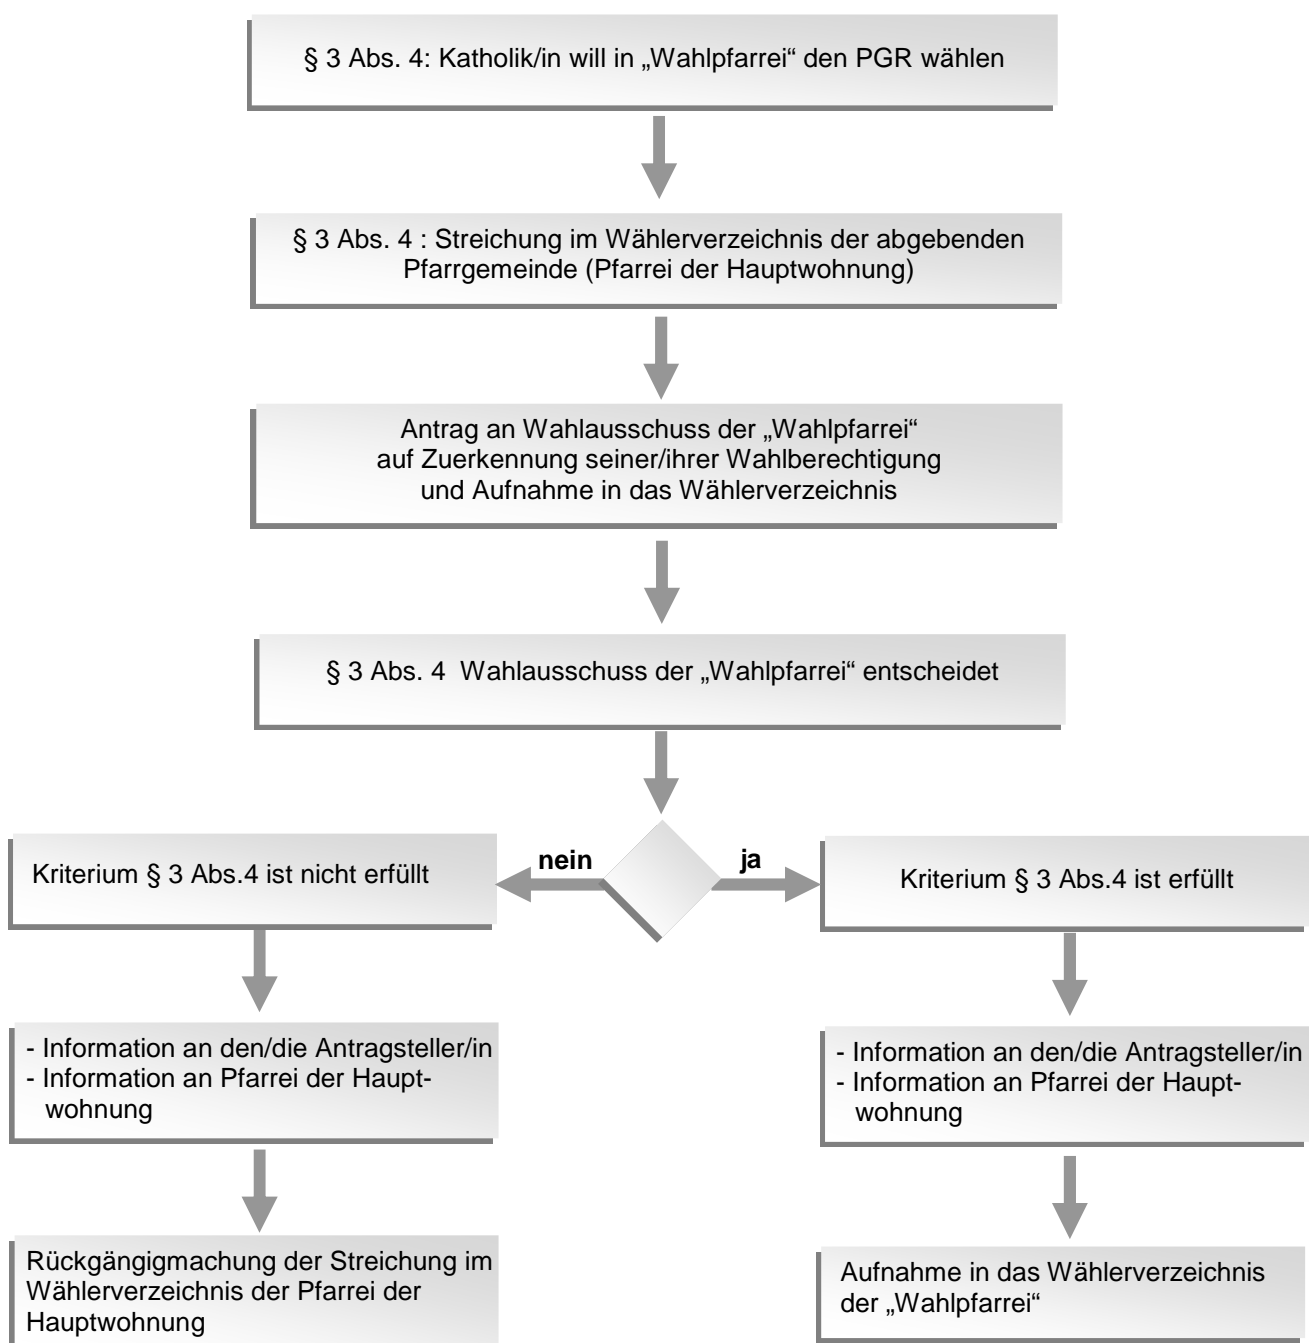 § 3 Abs. 4: Katholik/in will in „Wahlpfarrei“ den PGR wählen
§ 3 Abs. 4 : Streichung im Wählerverzeichnis der abgebenden
Pfarrgemeinde (Pfarrei der Hauptwohnung)
Antrag an Wahlausschuss der „Wahlpfarrei“
auf Zuerkennung seiner/ihrer Wahlberechtigung
und Aufnahme in das Wählerverzeichnis
§ 3 Abs. 4 Wahlausschuss der „Wahlpfarrei“ entscheidet
nein
ja
Kriterium § 3 Abs.4 ist nicht erfüllt
Kriterium § 3 Abs.4 ist erfüllt
- Information an den/die Antragsteller/in
- Information an Pfarrei der Haupt-
wohnung
- Information an den/die Antragsteller/in
- Information an Pfarrei der Haupt-
wohnung
Rückgängigmachung der Streichung im
Wählerverzeichnis der Pfarrei der
Hauptwohnung
Aufnahme in das Wählerverzeichnis
der „Wahlpfarrei“